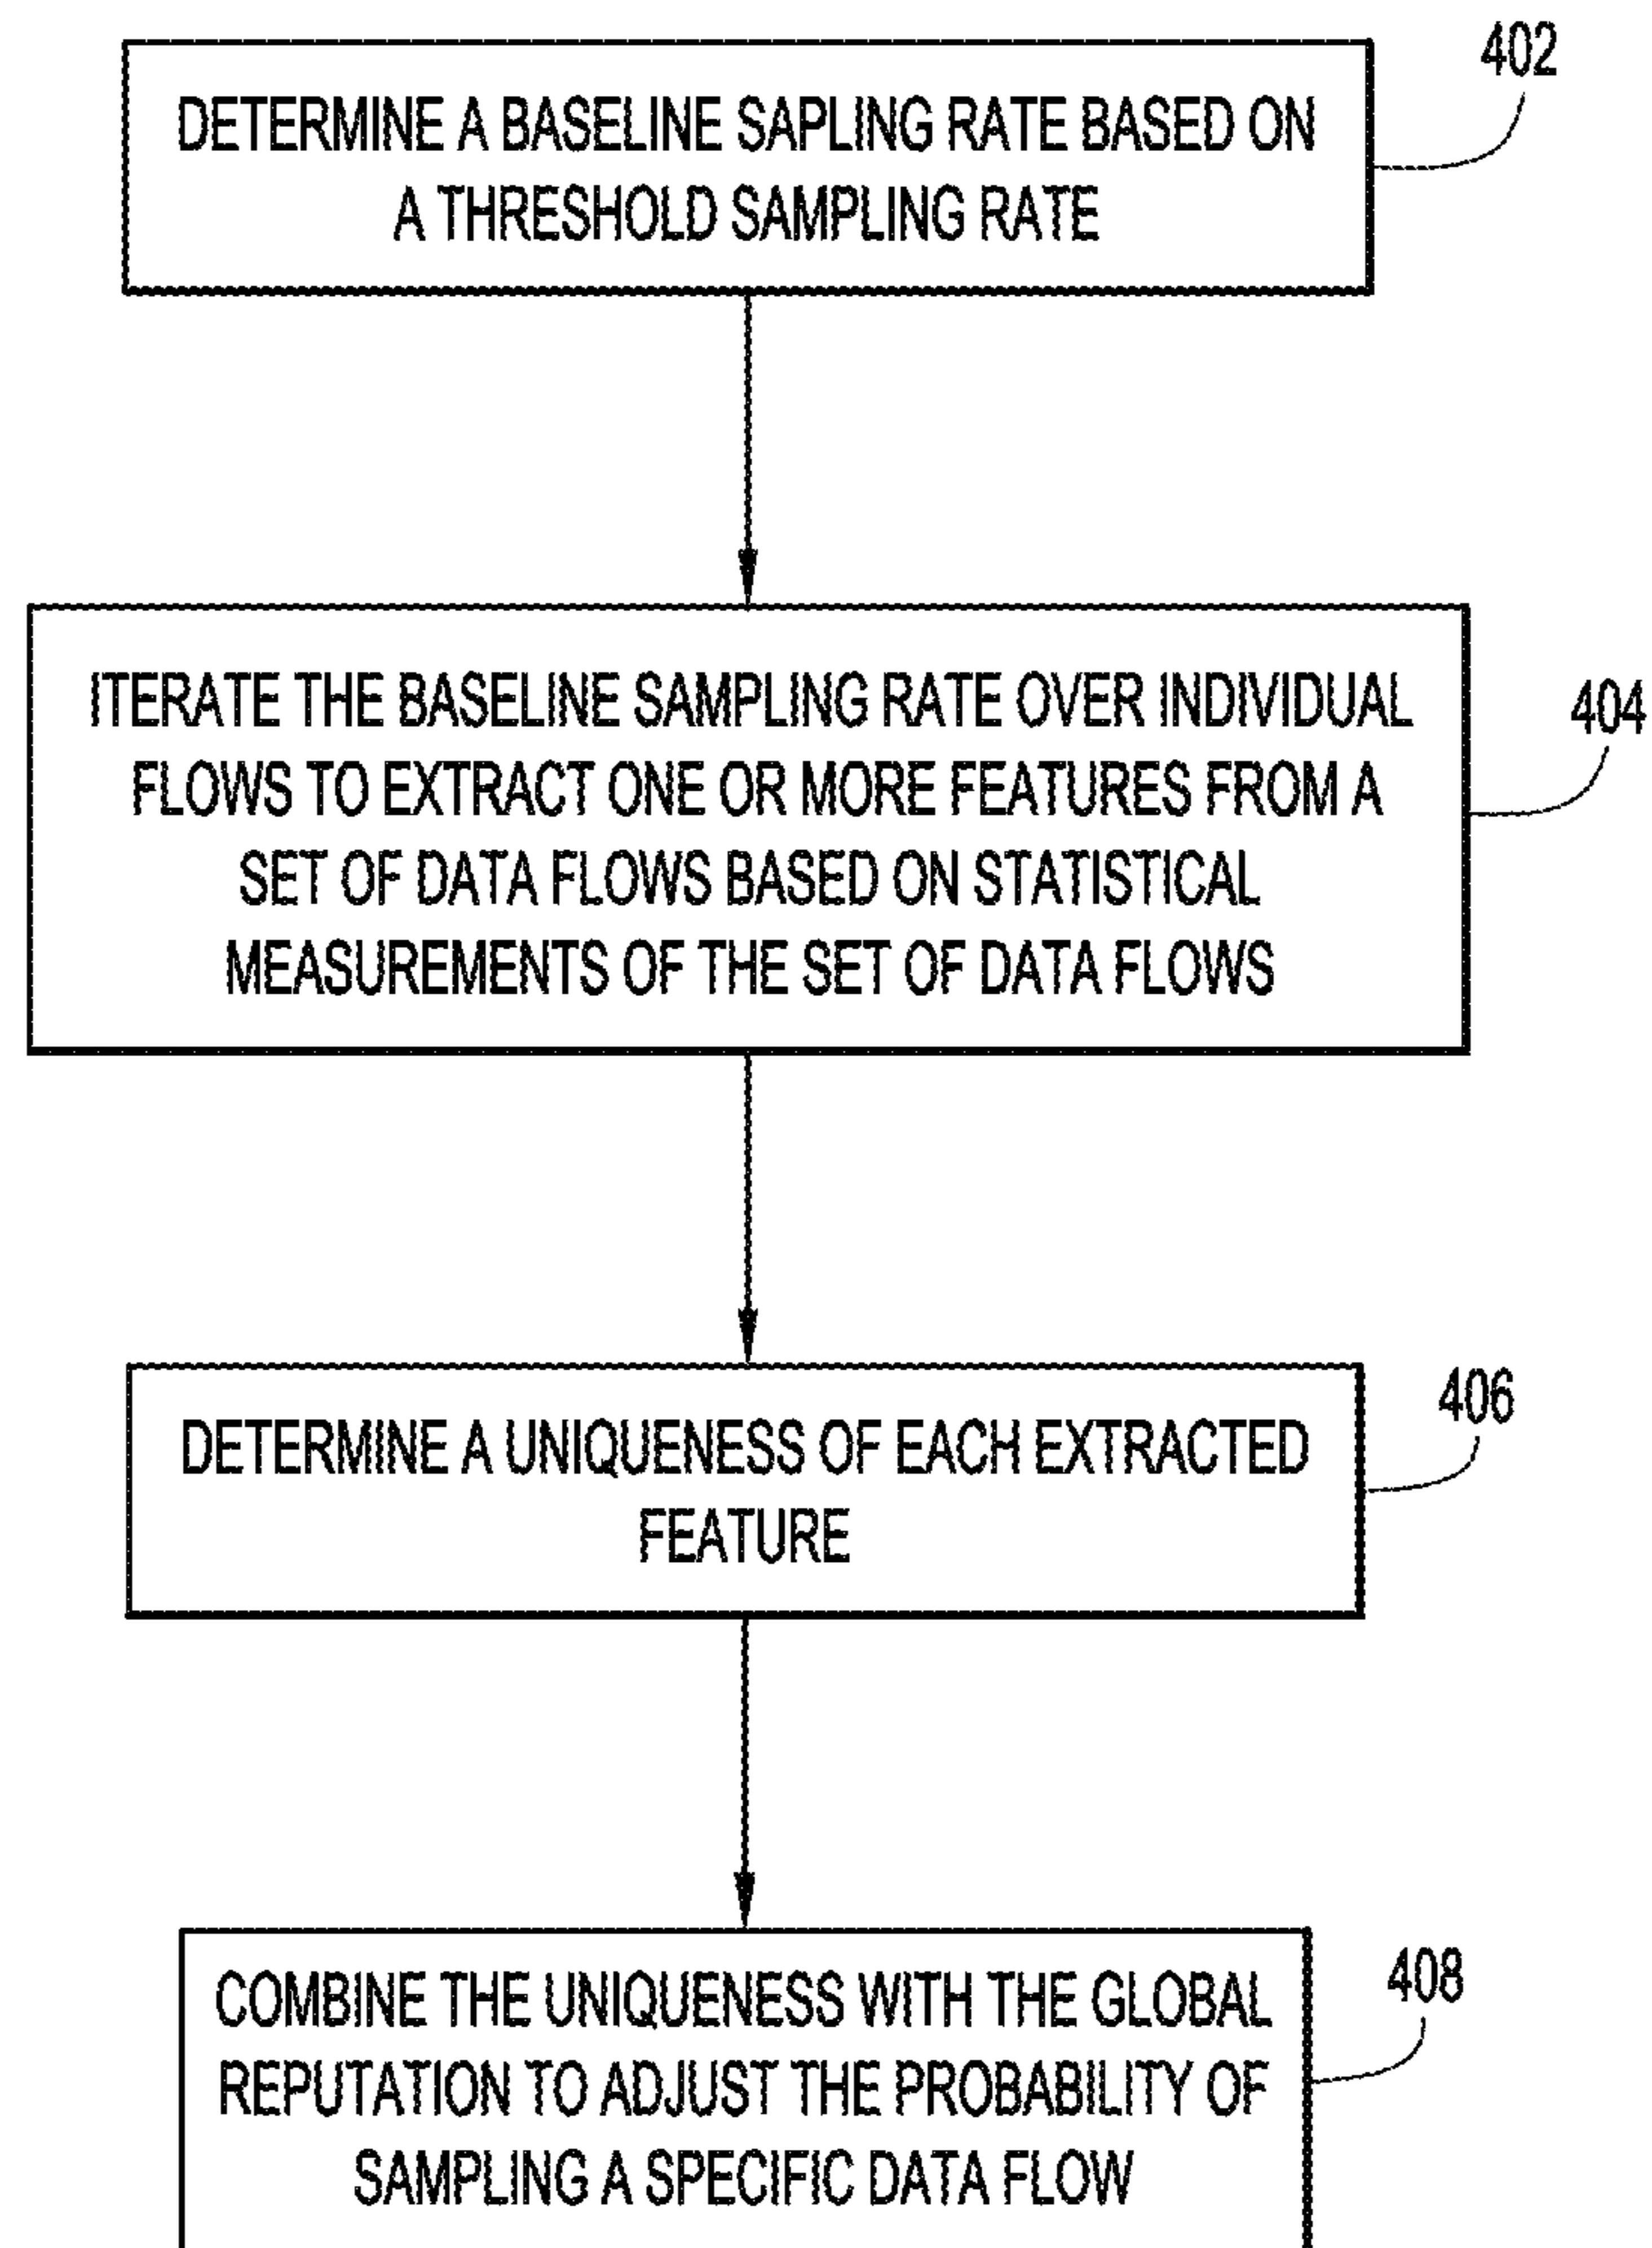 402
DETERMINE A BASELINE SAPLING RATE BASED ON
A THRESHOLD SAMPLING RATE
404
ITERATE THE BASELINE SAMPLING RATE OVER INDIVIDUAL
FLOWS TO EXTRACT ONE OR MORE FEATURES FROM A
SET OF DATA FLOWS BASED ON STATISTICAL
MEASUREMENTS OF THE SET OF DATA FLOWS
406
DETERMINE A UNIQUENESS OF EACH EXTRACTED
FEATURE
408
COMBINE THE UNIQUENESS WITH THE GLOBAL
REPUTATION TO ADJUST THE PROBABILITY OF
SAMPLING A SPECIFIC DATA FLOW